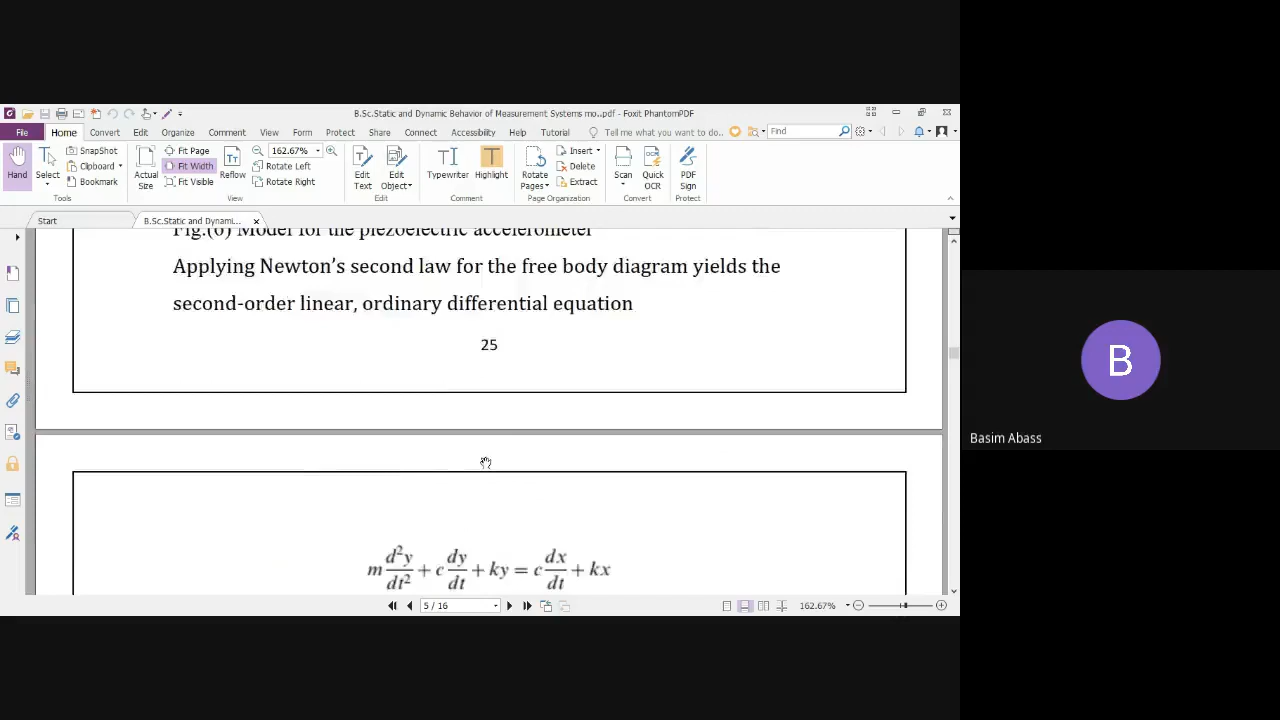 B.Sc.Static and Dynamic Behavior of Measurement Systems mo..pdf - Foxit PhantomPDF
File Home Convert Edit Organize Comment View Form Protect Share Connect Accessibility Help Tutorial Tell me what you want to do.. Find
Hand Select SnapShot Clipboard Bookmark
Actual Size Fit Page Fit Width Fit Visible Reflow 162.67% Rotate Left Rotate Right
Edit Text Edit Object Typewriter Highlight Rotate Pages Insert Delete Extract Scan Quick OCR PDF Sign
Tools View Edit Comment Page Organization Convert Protect
Start B.Sc.Static and Dynami...
Fig.(6) Model for the piezoelectric accelerometer
Applying Newton's second law for the free body diagram yields the
second-order linear, ordinary differential equation
25
m d²y/dt² + c dy/dt + ky = c dx/dt + kx
5 / 16 162.67%
B
Basim Abass